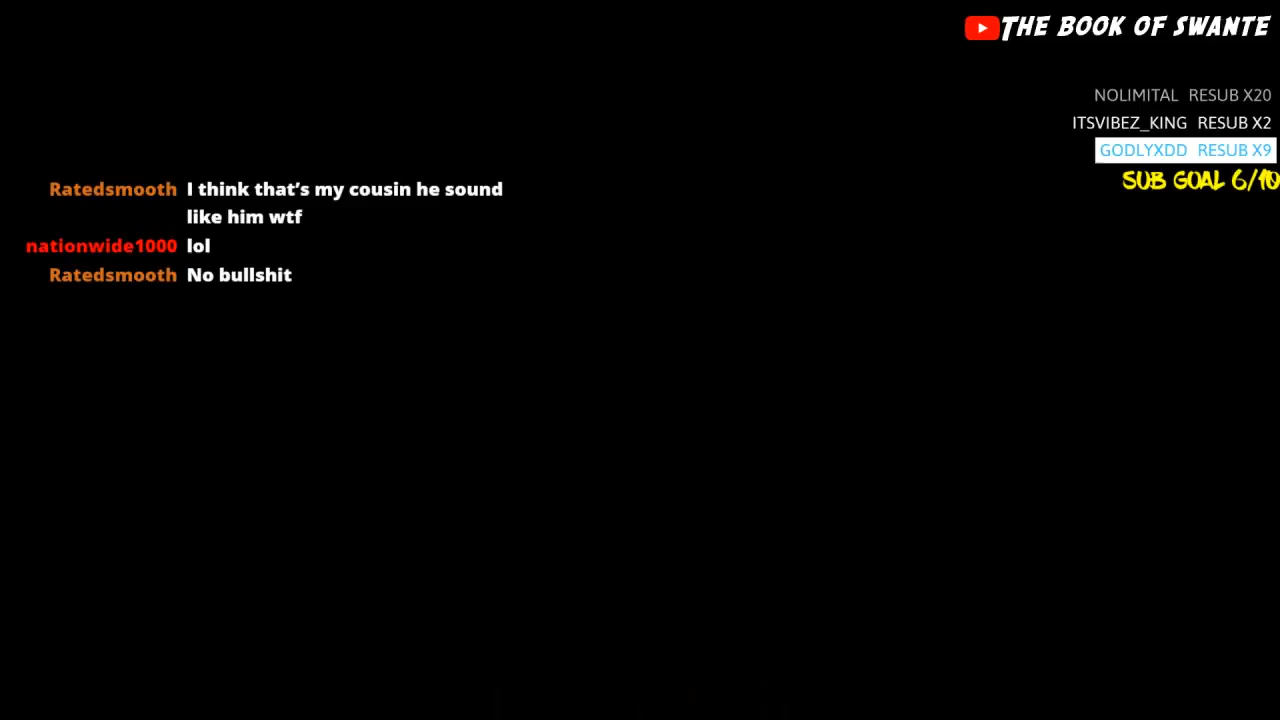 THE BOOK OF SWANTE
NOLIMITAL RESUB X20
ITSVIBEZ_KING RESUB X2
GODLYXDD RESUB X9
SUB GOAL 6/10
Ratedsmooth I think that’s my cousin he sound
like him wtf
nationwide1000 lol
Ratedsmooth No bullshit